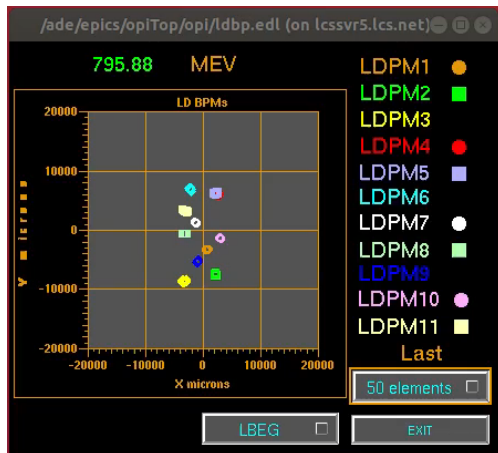 /ade/epics/opiTop/opi/ldbp.edl (on lcssvr5.lcs.net)
795.88 MEV
LD BPMs
20000
10000
0
-10000
-20000
Y microns
-20000 -10000 0 10000 20000
X microns
LDPM1
LDPM2
LDPM3
LDPM4
LDPM5
LDPM6
LDPM7
LDPM8
LDPM9
LDPM10
LDPM11
Last
50 elements
LBEG
EXIT